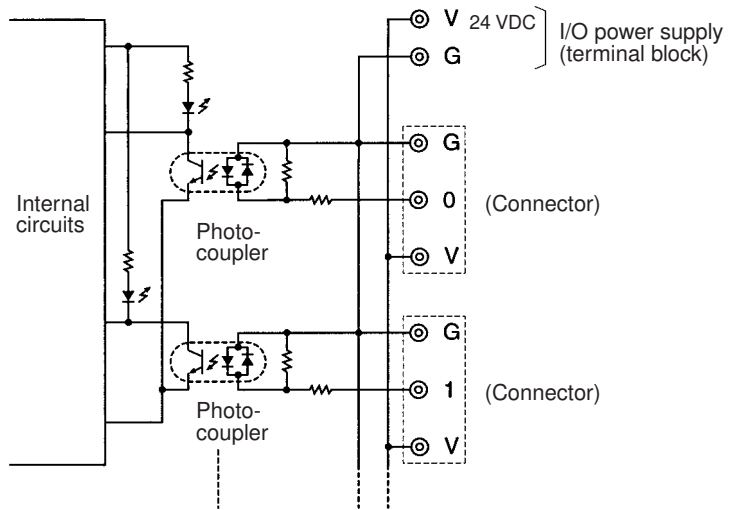 V 24 VDC
I/O power supply
(terminal block)
G
G
0 (Connector)
V
Internal
circuits
Photo-
coupler
G
1 (Connector)
V
Photo-
coupler